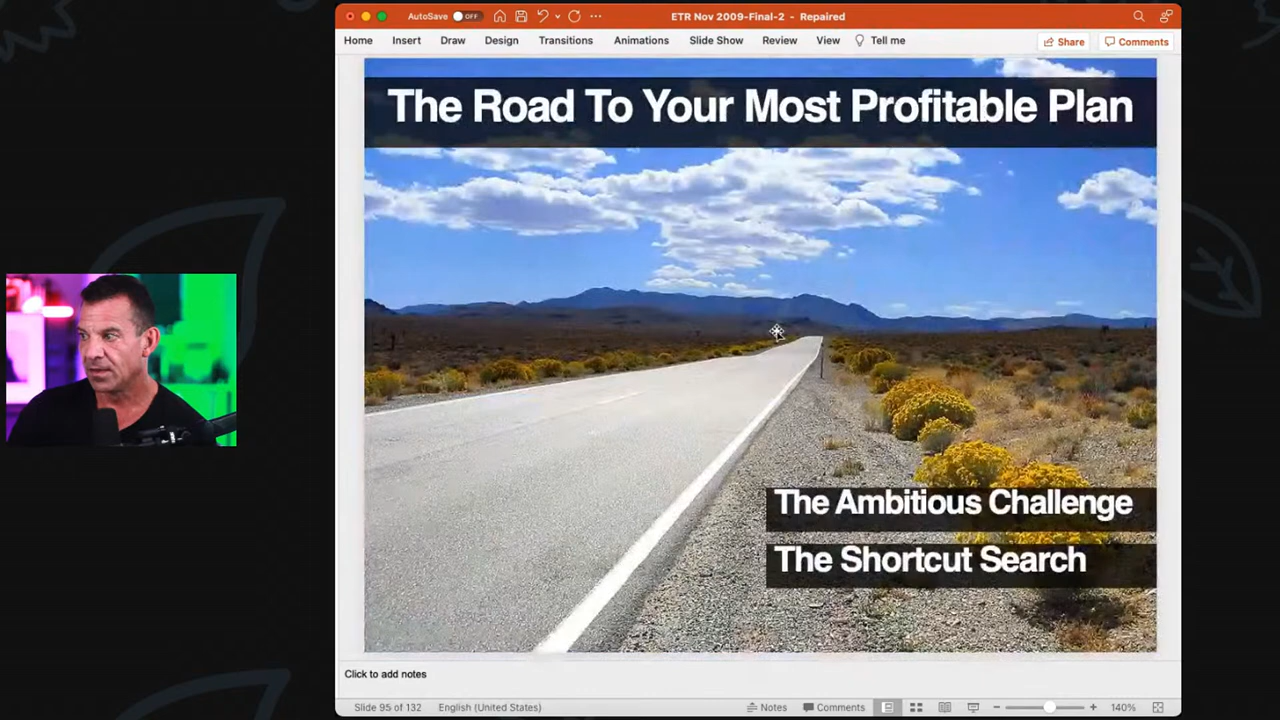 AutoSave OFF
ETR Nov 2009-Final-2 - Repaired
Home Insert Draw Design Transitions Animations Slide Show Review View Tell me Share Comments
The Road To Your Most Profitable Plan
The Ambitious Challenge
The Shortcut Search
Click to add notes
Slide 95 of 132 English (United States) Notes Comments 140%